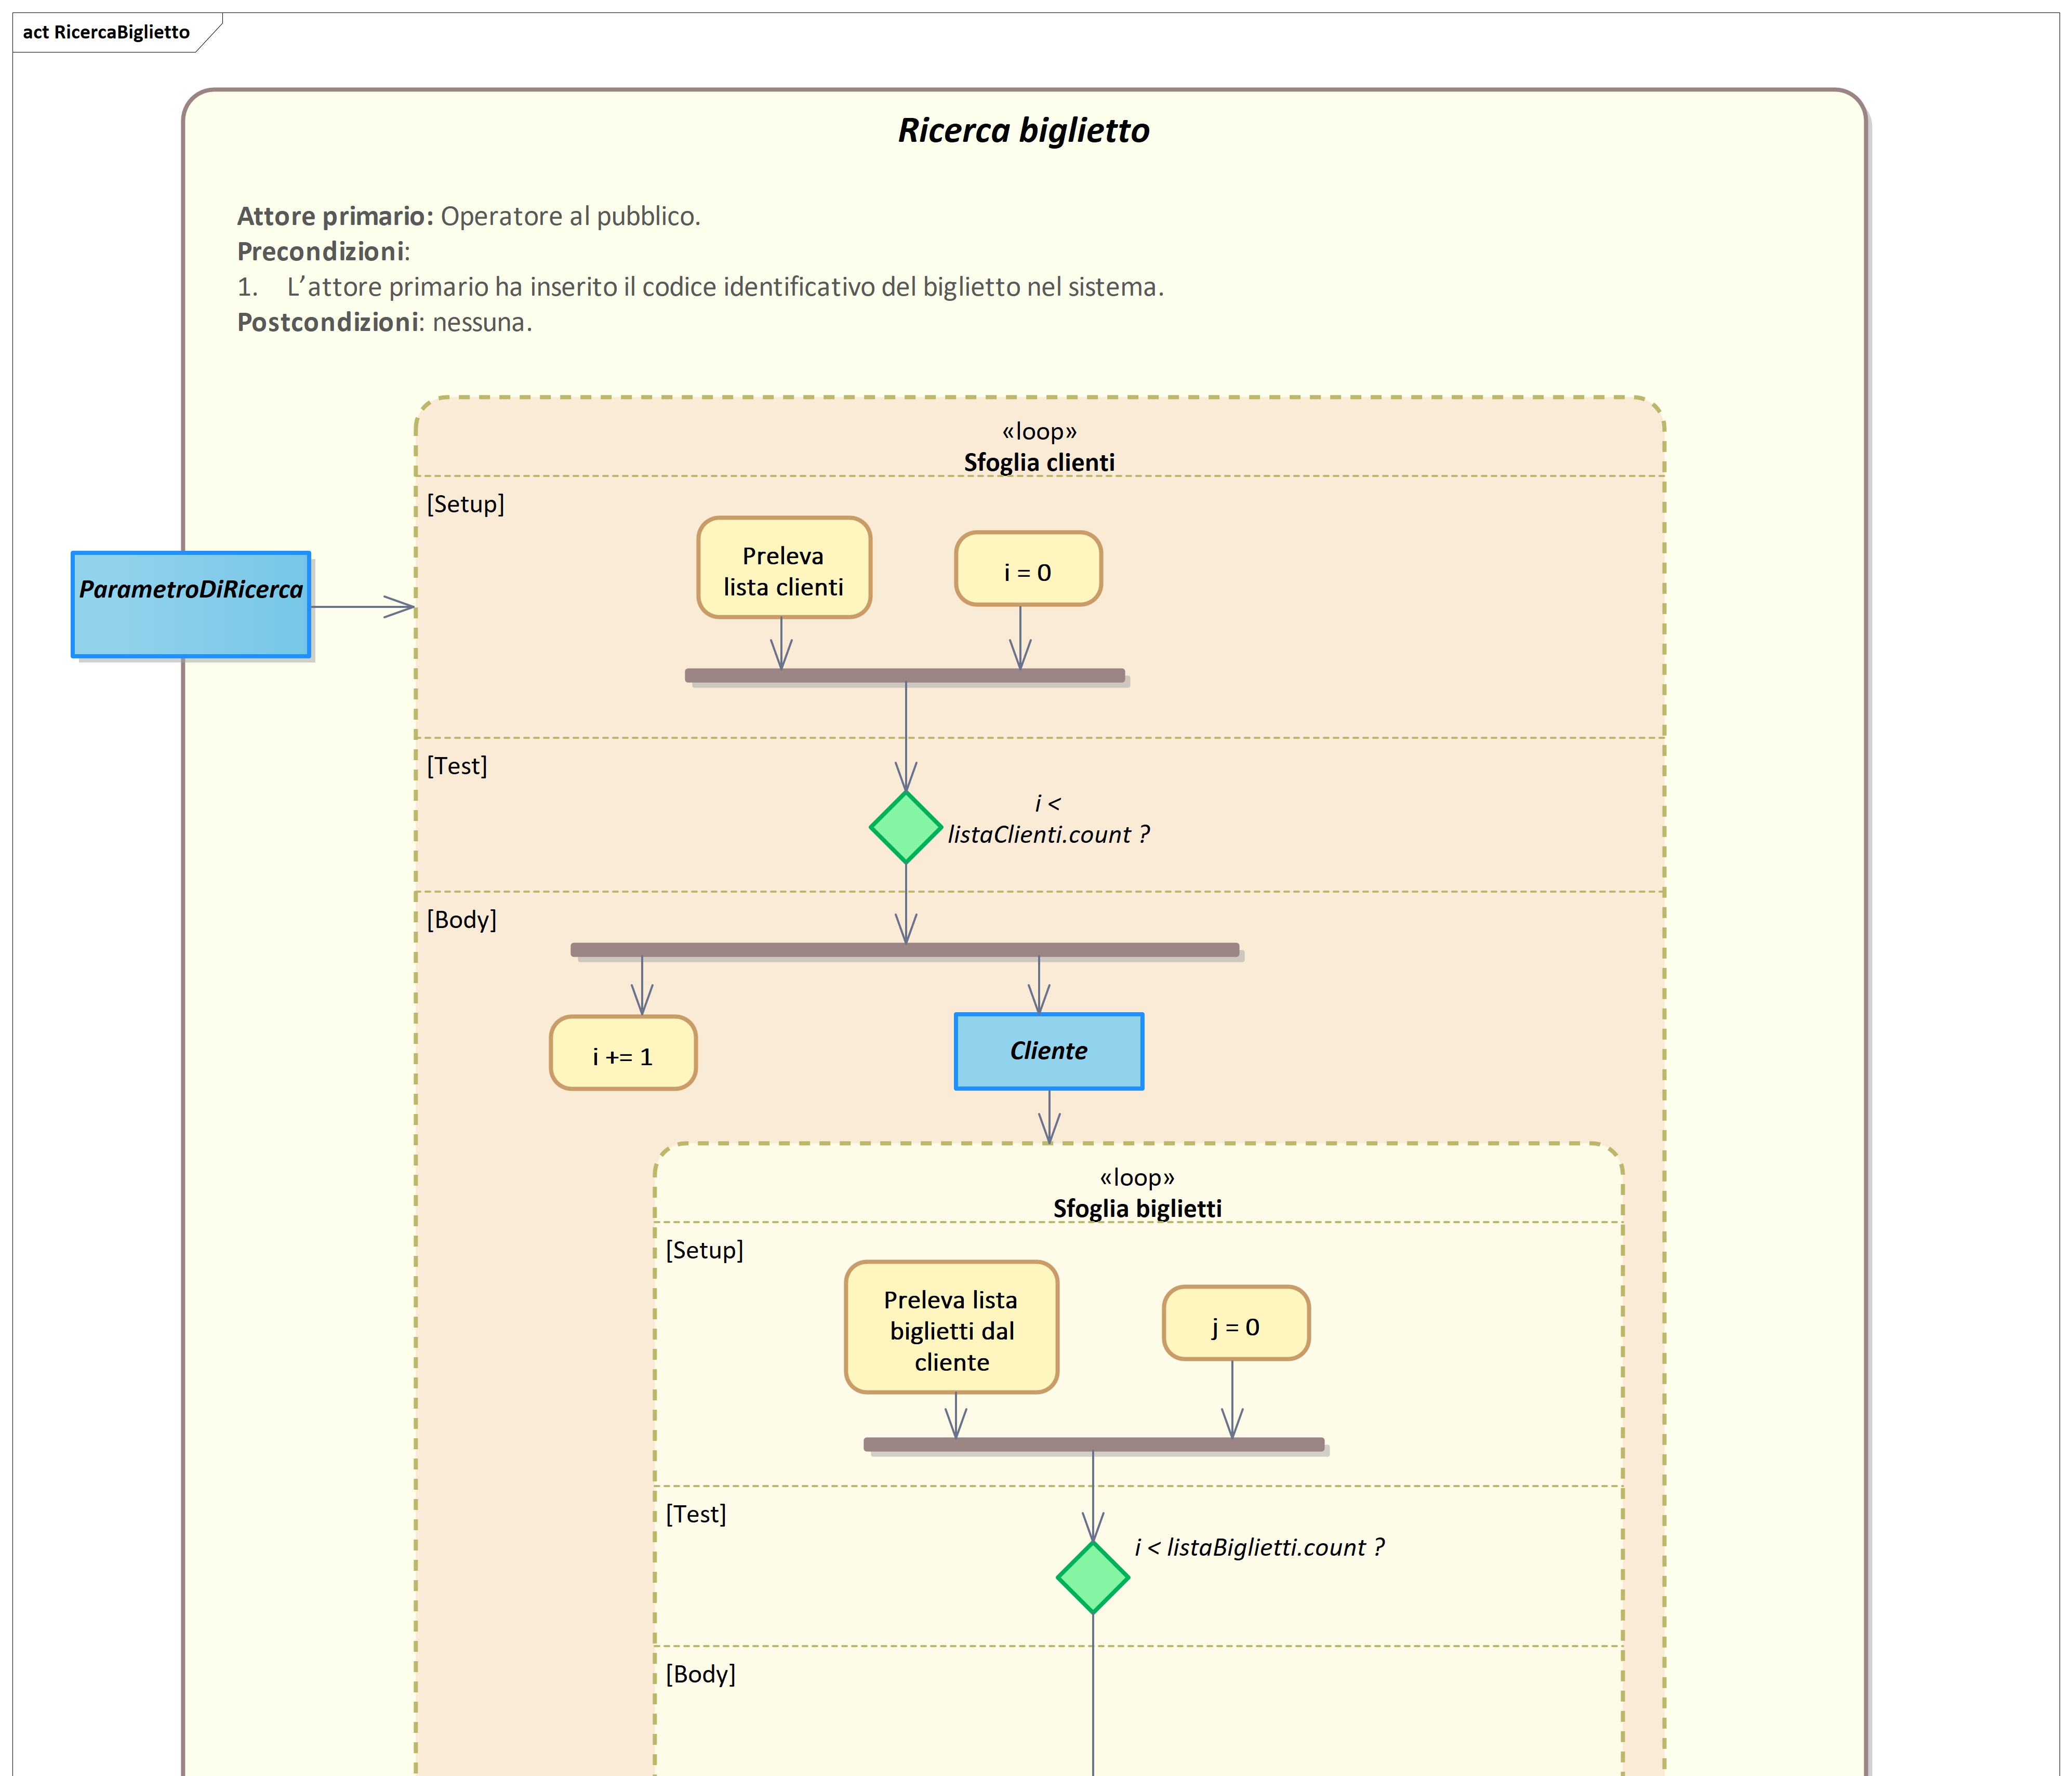 act RicercaBiglietto
Ricerca biglietto
Attore primario: Operatore al pubblico.
Precondizioni:
1. L’attore primario ha inserito il codice identificativo del biglietto nel sistema.
Postcondizioni: nessuna.
«loop»
Sfoglia clienti
[Setup]
Preleva
lista clienti
i = 0
ParametroDiRicerca
[Test]
i <
listaClienti.count ?
[Body]
i += 1
Cliente
«loop»
Sfoglia biglietti
[Setup]
Preleva lista
biglietti dal
cliente
j = 0
[Test]
i < listaBiglietti.count ?
[Body]